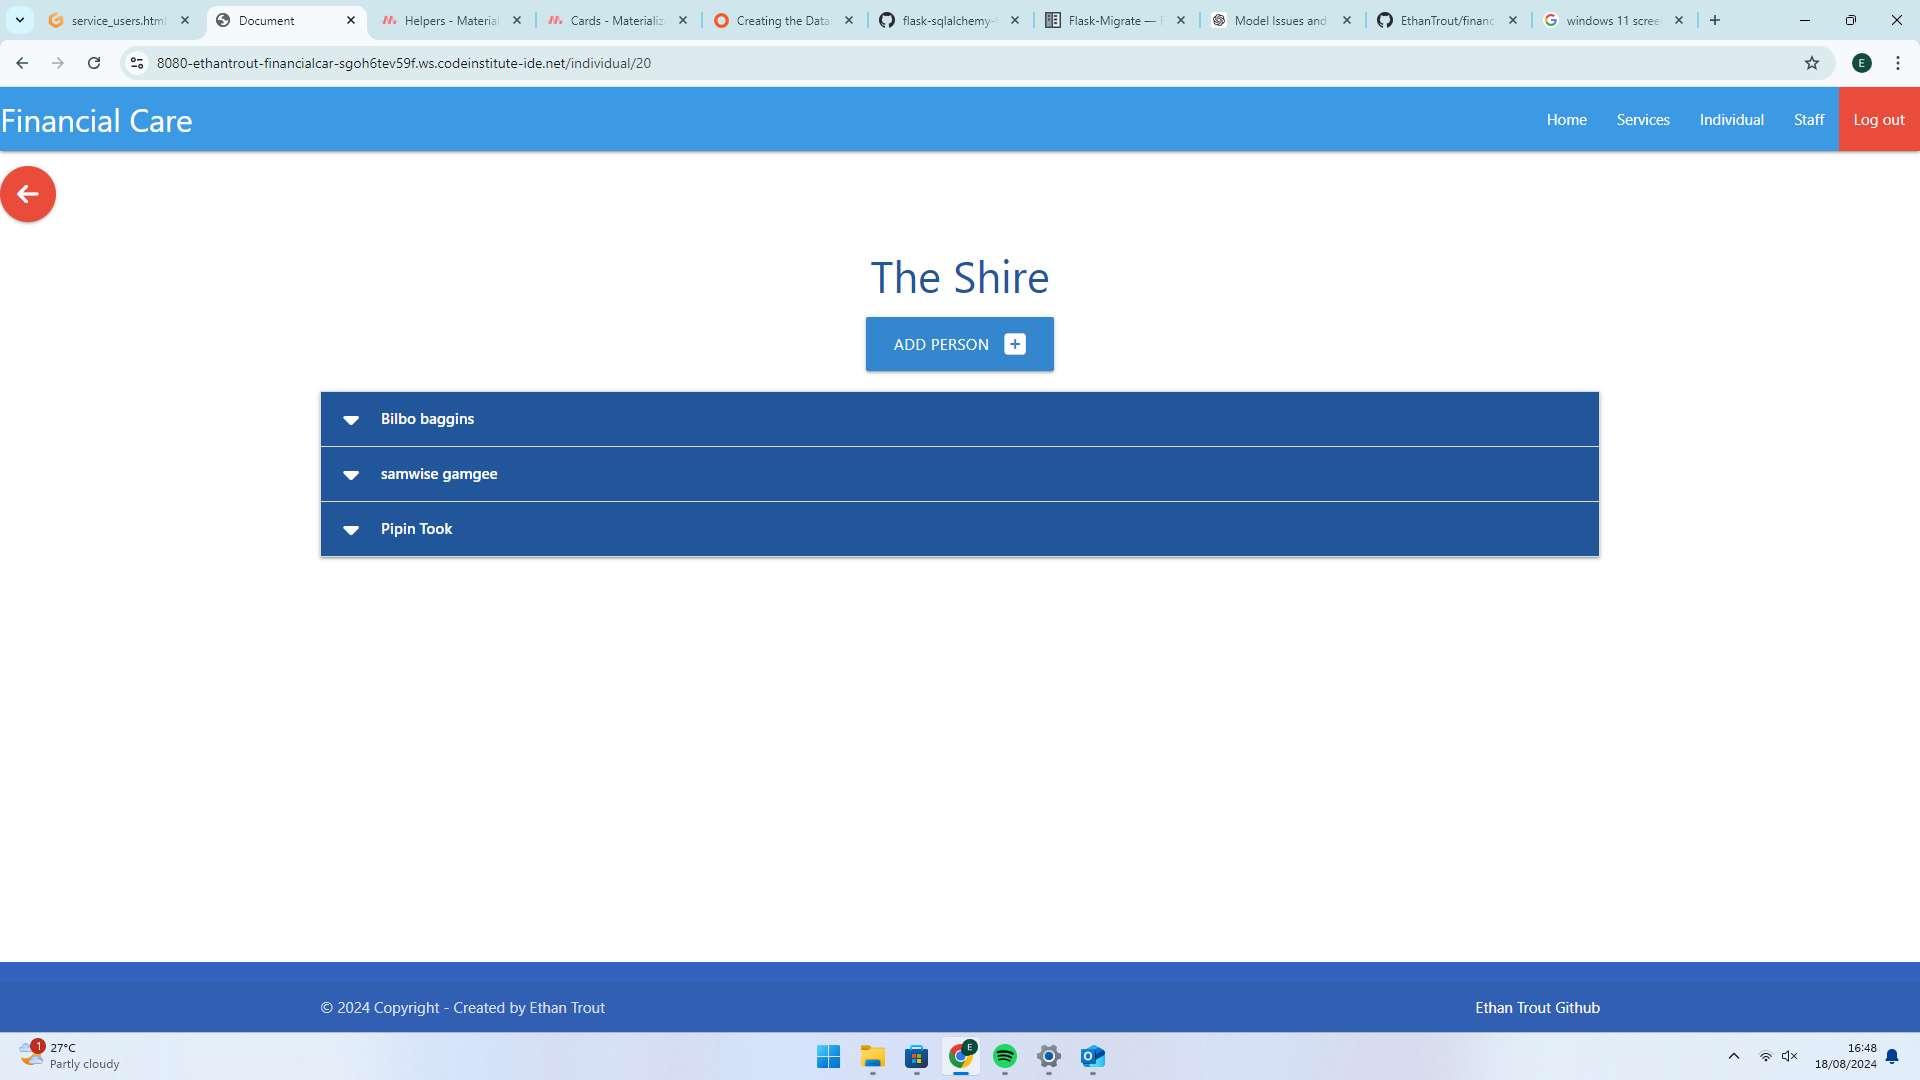 service_users.html
Document
Helpers - Material
Cards - Materializ
Creating the Data
flask-sqlalchemy-
Flask-Migrate —
Model Issues and
EthanTrout/financ
windows 11 scree
8080-ethantrout-financialcar-sgoh6tev59f.ws.codeinstitute-ide.net/individual/20
E
Financial Care
Home
Services
Individual
Staff
Log out
The Shire
ADD PERSON
Bilbo baggins
samwise gamgee
Pipin Took
© 2024 Copyright - Created by Ethan Trout
Ethan Trout Github
1
27°C
Partly cloudy
E
16:48
18/08/2024